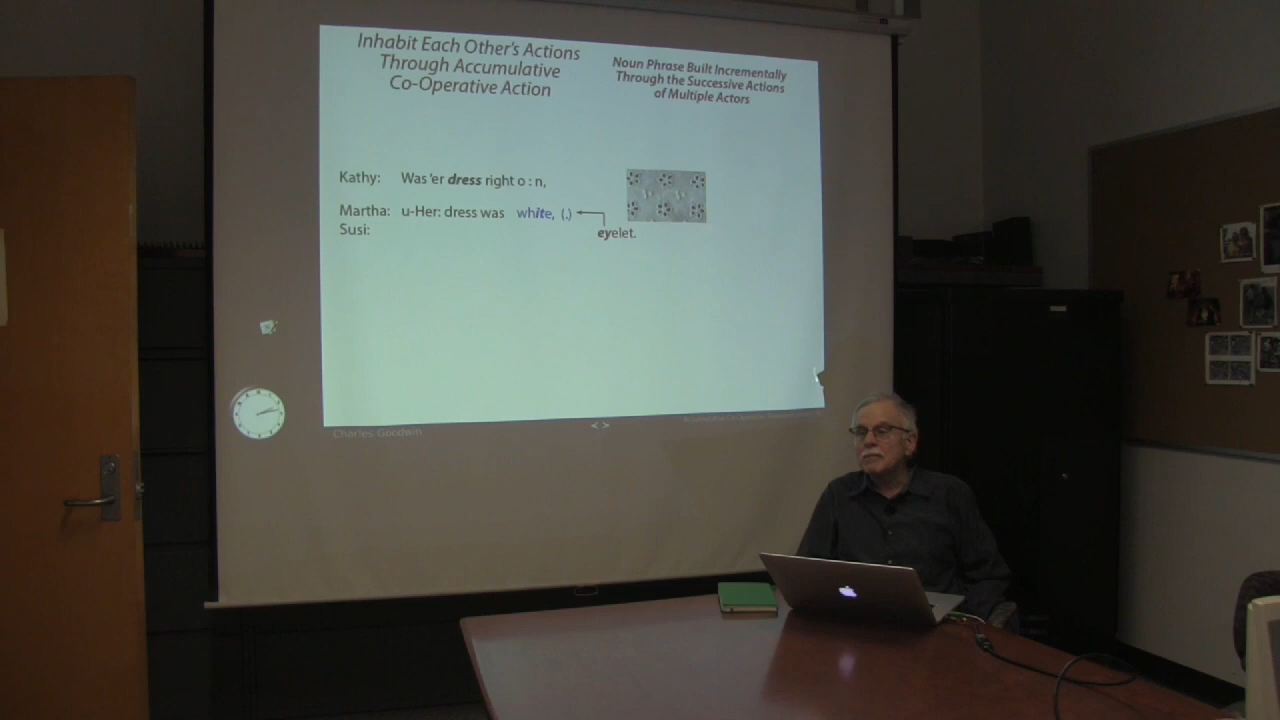 Inhabit Each Other's Actions
Through Accumulative
Co-Operative Action
Noun Phrase Built Incrementally
Through the Successive Actions
of Multiple Actors
Kathy: Was 'er dress right o : n,
Martha: u-Her: dress was white, (.)
Susi: eyelet.
Charles Goodwin
< >